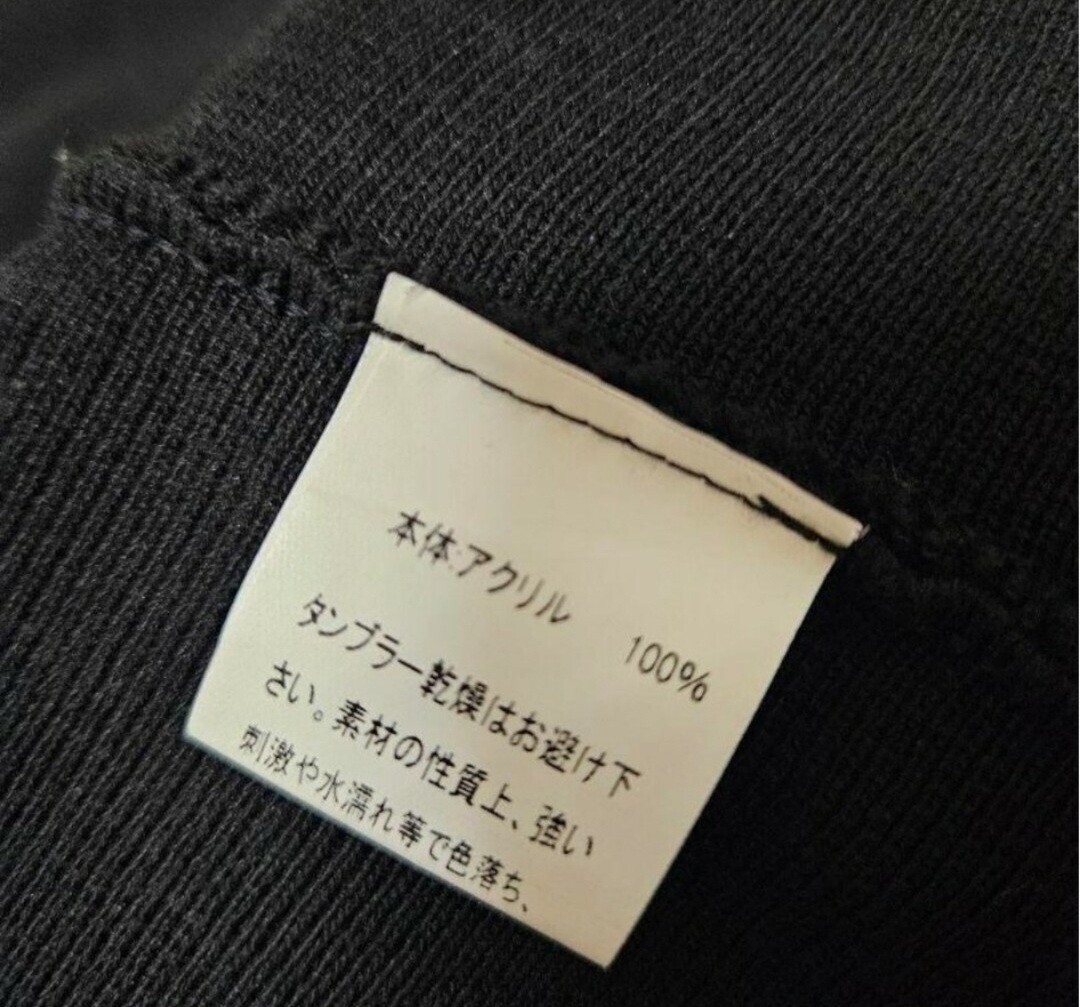 本体:アクリル 100%
タンブラー乾燥はお避け下
さい。素材の性質上、強い
刺激や水濡れ等で色落ち、